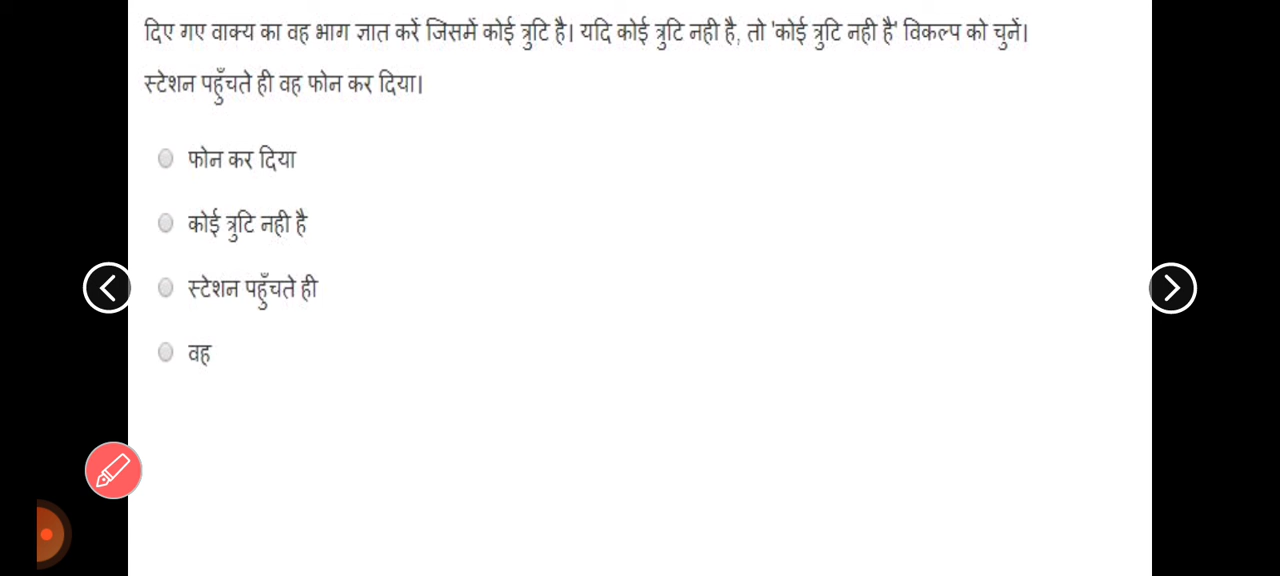 दिए गए वाक्य का वह भाग ज्ञात करें जिसमें कोई त्रुटि है। यदि कोई त्रुटि नही है, तो 'कोई त्रुटि नही है' विकल्प को चुनें।
स्टेशन पहुँचते ही वह फोन कर दिया।
फोन कर दिया
कोई त्रुटि नही है
स्टेशन पहुँचते ही
वह